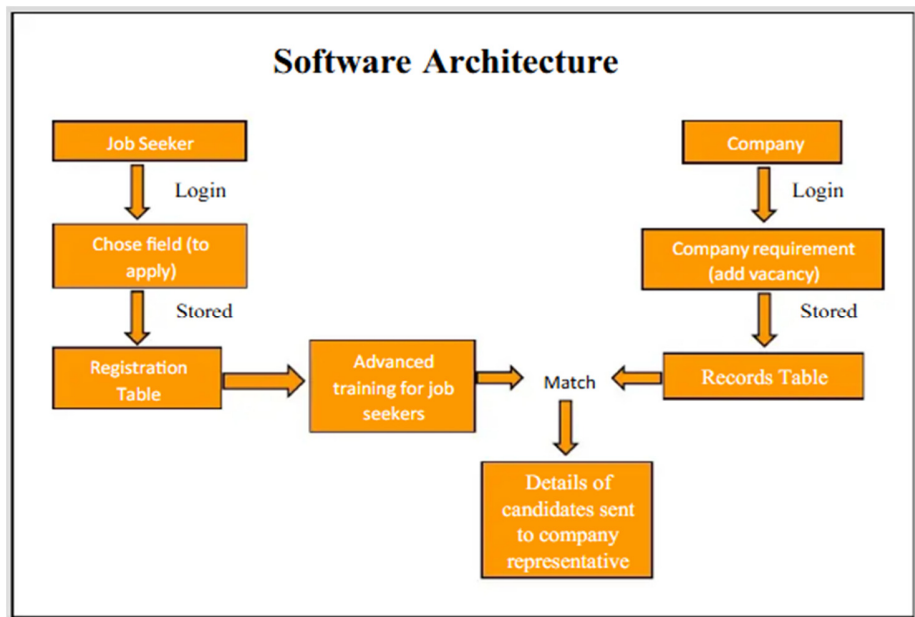 Software Architecture
Job Seeker
Login
Chose field (to
apply)
Stored
Registration
Table
Advanced
training for job
seekers
Match
Company
Login
Company requirement
(add vacancy)
Stored
Records Table
Details of
candidates sent
to company
representative